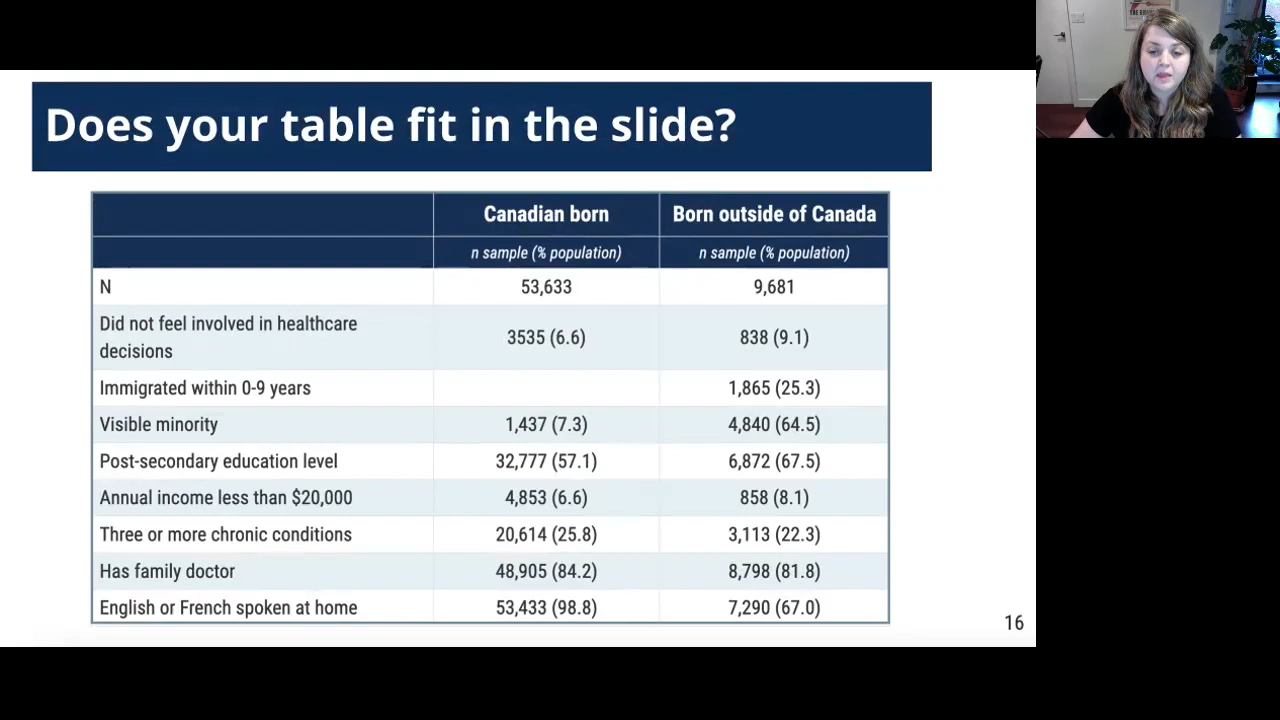 Does your table fit in the slide?
Canadian born Born outside of Canada
n sample (% population) n sample (% population)
N 53,633 9,681
Did not feel involved in healthcare
decisions 3535 (6.6) 838 (9.1)
Immigrated within 0-9 years 1,865 (25.3)
Visible minority 1,437 (7.3) 4,840 (64.5)
Post-secondary education level 32,777 (57.1) 6,872 (67.5)
Annual income less than $20,000 4,853 (6.6) 858 (8.1)
Three or more chronic conditions 20,614 (25.8) 3,113 (22.3)
Has family doctor 48,905 (84.2) 8,798 (81.8)
English or French spoken at home 53,433 (98.8) 7,290 (67.0)
16